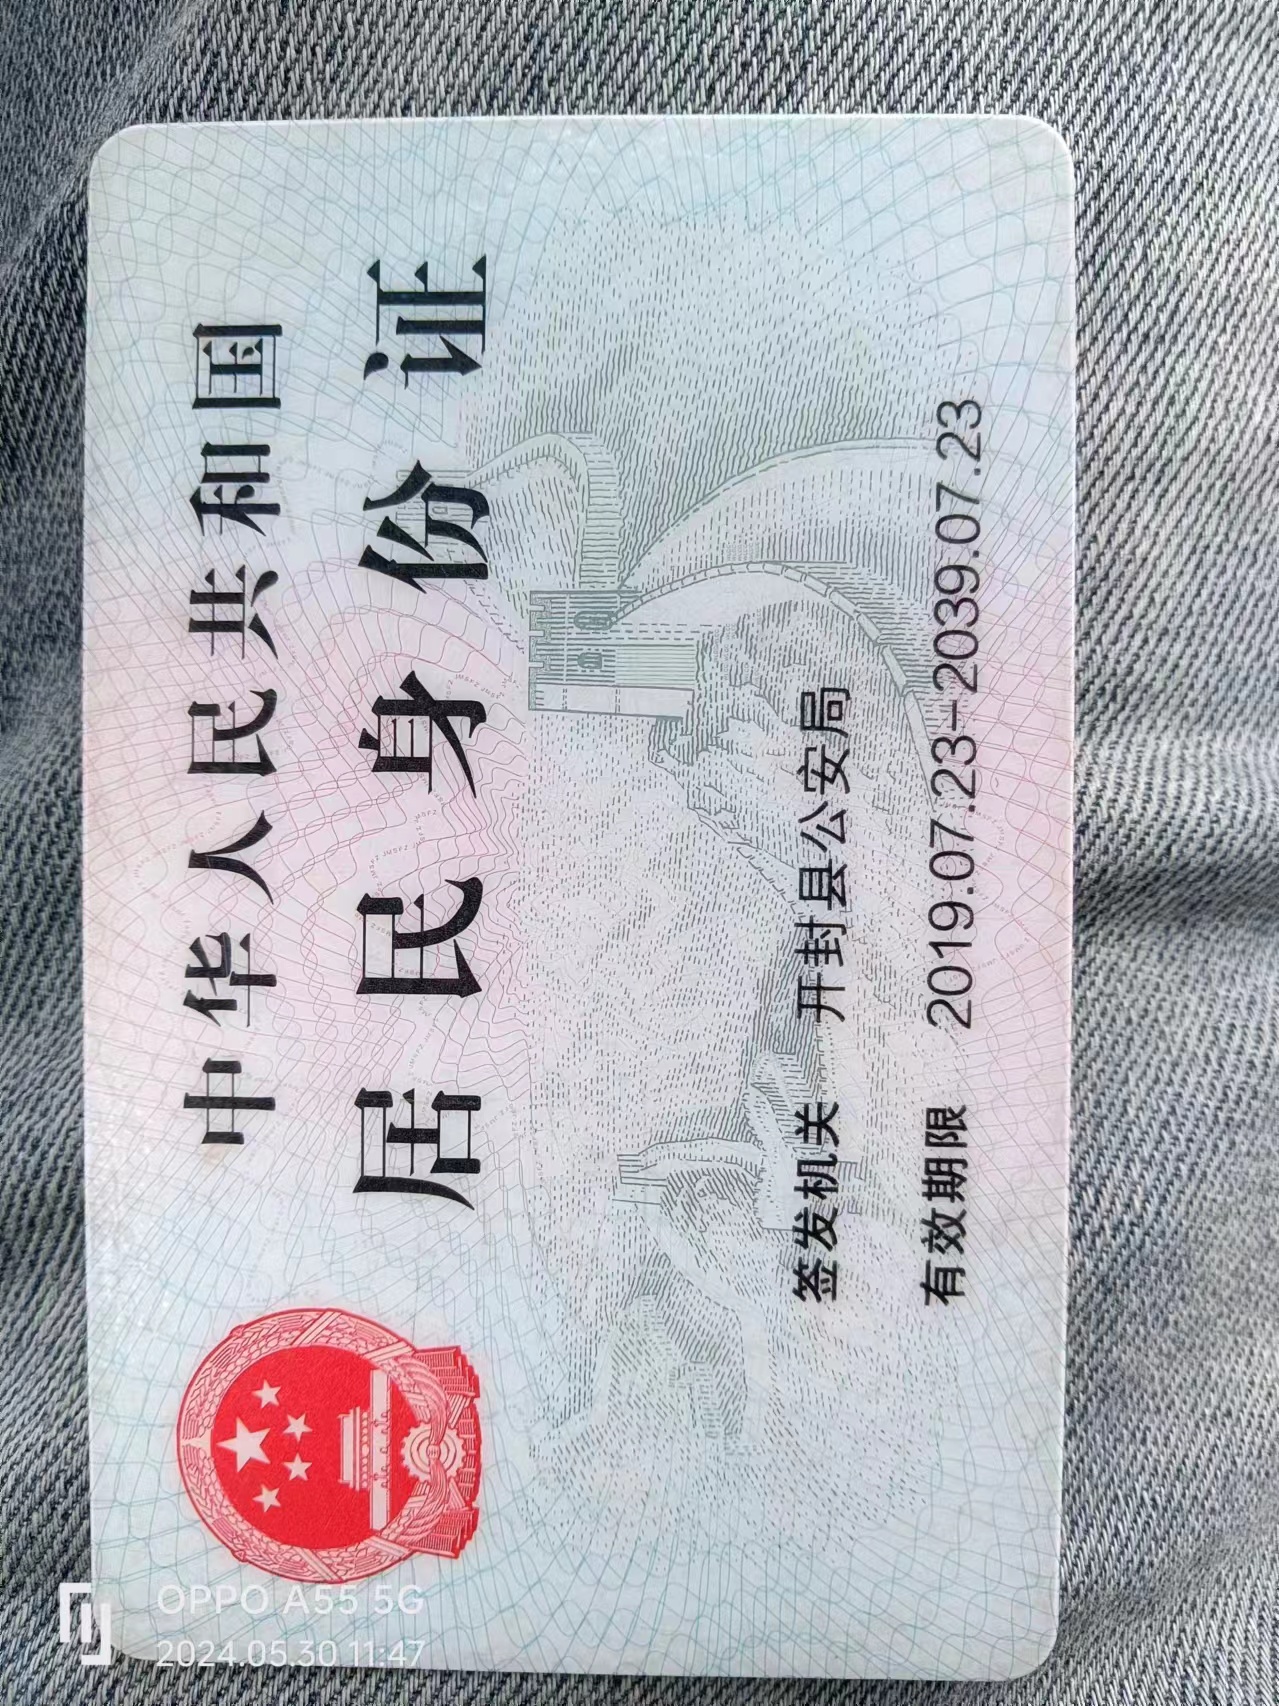 中华人民共和国
居民身份证
签发机关 开封县公安局
有效期限 2019.07.23-2039.07.23
OPPO A55 5G
2024.05.30 11:47